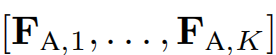 [𝐅_{A,1}, . . . , 𝐅_{A,K}]